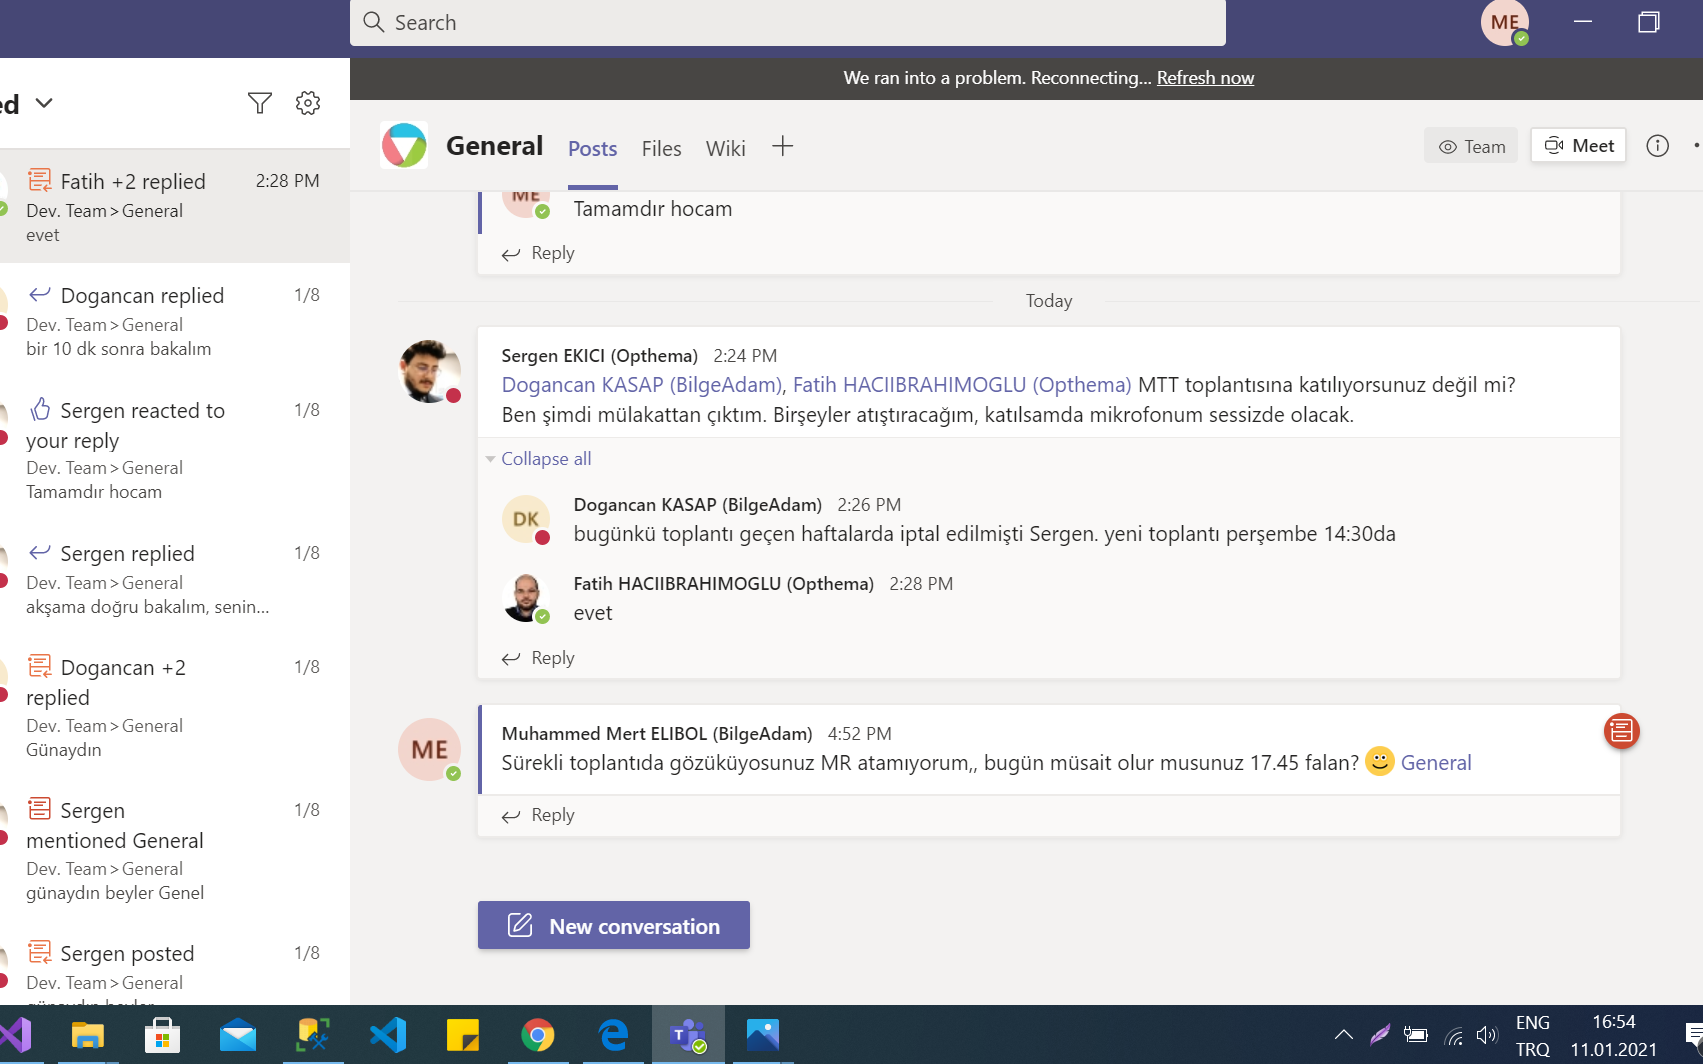 Search
ME
We ran into a problem. Reconnecting... Refresh now
ed
General
Posts
Files
Wiki
Team
Meet
Fatih +2 replied
2:28 PM
Dev. Team > General
evet
Dogancan replied
1/8
Dev. Team > General
bir 10 dk sonra bakalım
Sergen reacted to
1/8
your reply
Dev. Team > General
Tamamdır hocam
Sergen replied
1/8
Dev. Team > General
akşama doğru bakalım, senin...
Dogancan +2
1/8
replied
Dev. Team > General
Günaydın
Sergen
1/8
mentioned General
Dev. Team > General
günaydın beyler Genel
Sergen posted
1/8
Dev. Team > General
günaydın beyler
ME
Tamamdır hocam
Reply
Today
Sergen EKICI (Opthema) 2:24 PM
Dogancan KASAP (BilgeAdam), Fatih HACIIBRAHIMOGLU (Opthema) MTT toplantısına katılıyorsunuz değil mi?
Ben şimdi mülakattan çıktım. Birşeyler atıştıracağım, katılsamda mikrofonum sessizde olacak.
Collapse all
DK
Dogancan KASAP (BilgeAdam) 2:26 PM
bugünkü toplantı geçen haftalarda iptal edilmişti Sergen. yeni toplantı perşembe 14:30da
Fatih HACIIBRAHIMOGLU (Opthema) 2:28 PM
evet
Reply
ME
Muhammed Mert ELIBOL (BilgeAdam) 4:52 PM
Sürekli toplantıda gözüküyosunuz MR atamıyorum,, bugün müsait olur musunuz 17.45 falan? General
Reply
New conversation
ENG
TRQ
16:54
11.01.2021